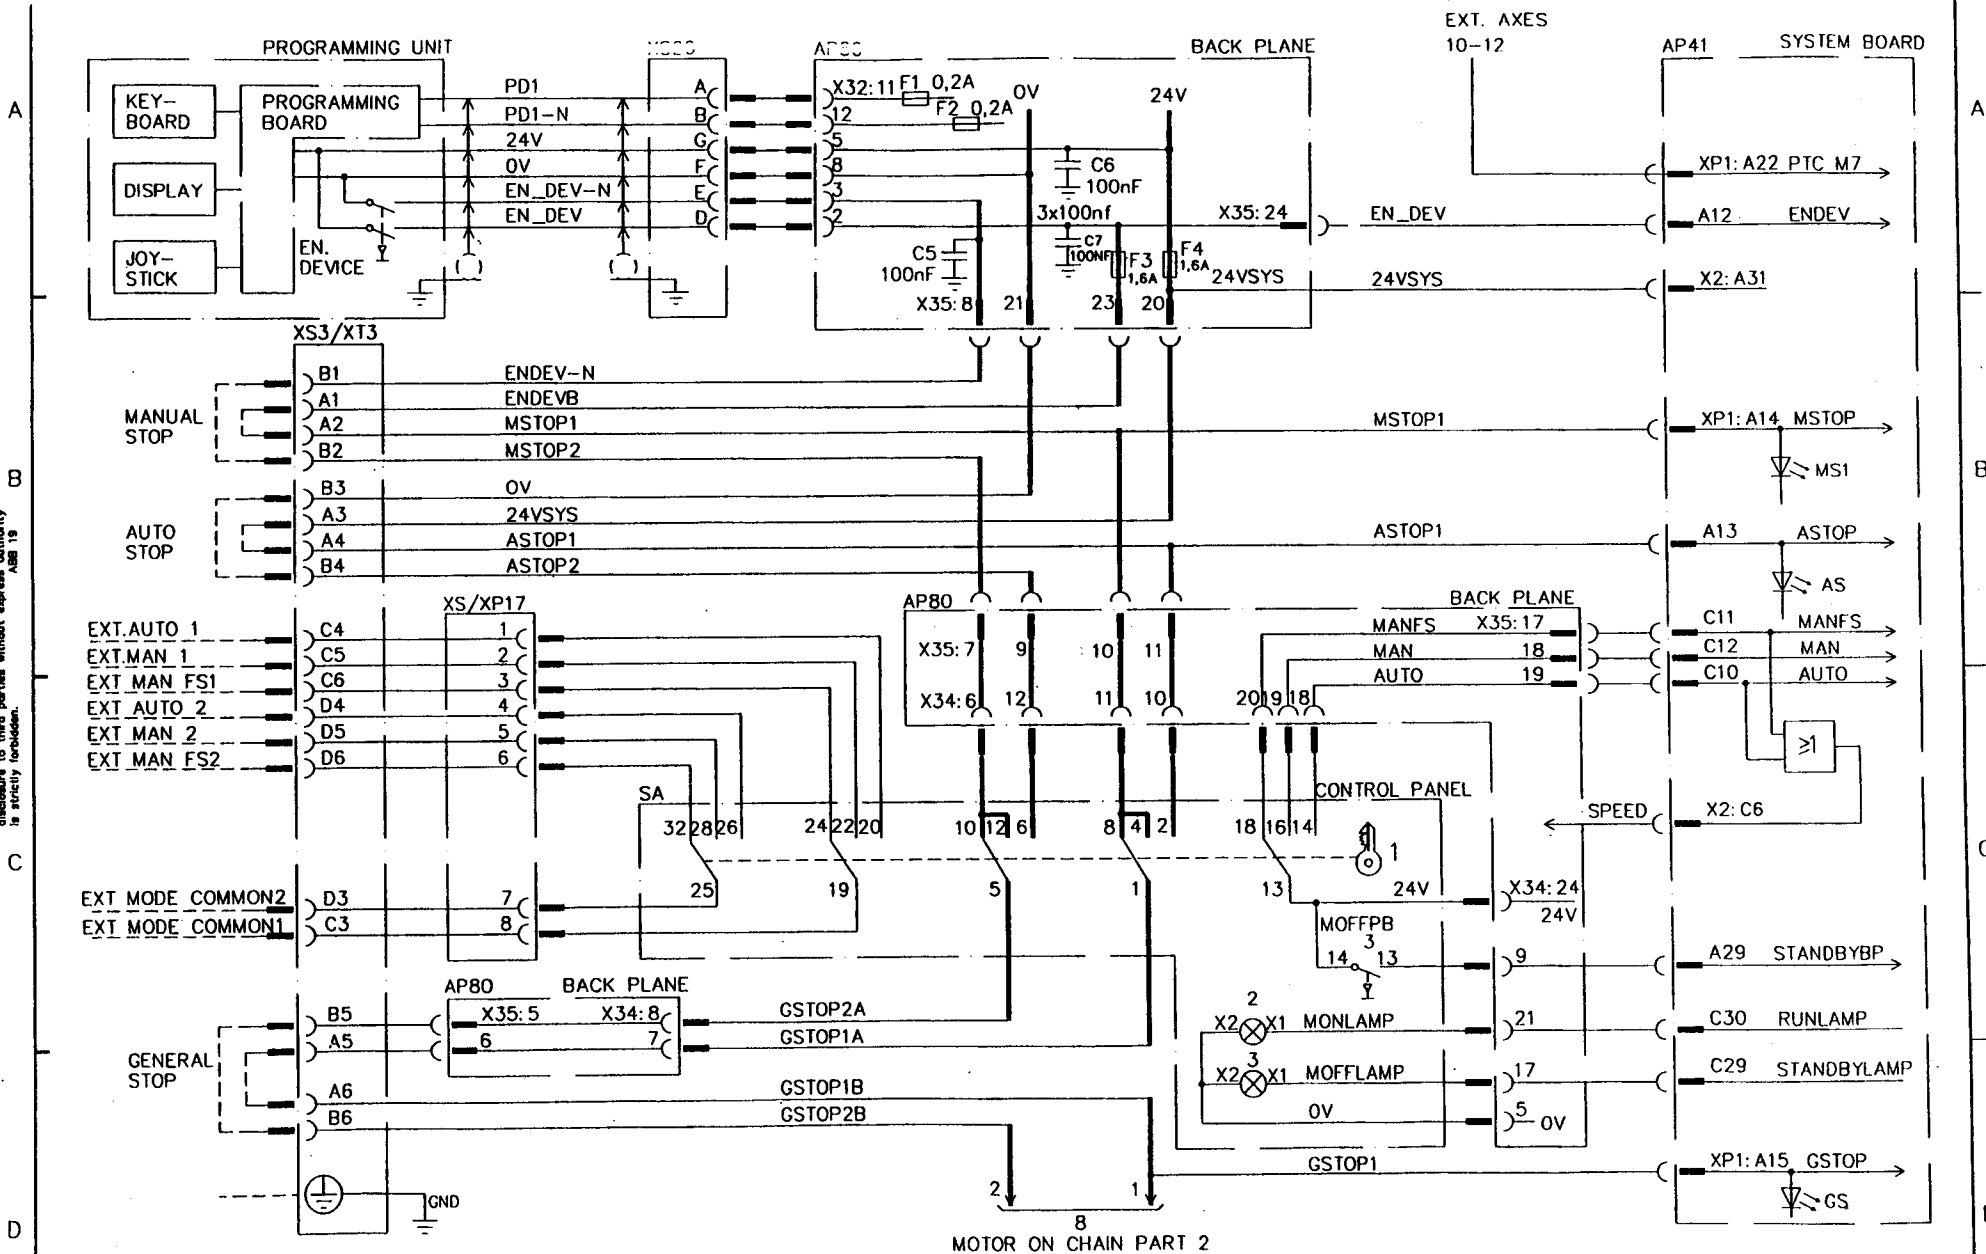 EXT. AXES
10-12
PROGRAMMING UNIT
BACK PLANE
AP41
SYSTEM BOARD
A
A
KEY-
BOARD
PROGRAMMING
BOARD
DISPLAY
JOY-
STICK
EN.
DEVICE
PD1
PD1-N
24V
0V
EN_DEV-N
EN_DEV
A
B
G
F
E
D
X32:11
12
5
8
3
2
F1 0,2A
F2 0,2A
0V
24V
C6
100nF
3x100nf
C7
100NF
C5
100nF
F3
1,6A
F4
1,6A
X35:24
EN_DEV
24VSYS
24VSYS
X35:8
21
23
20
XP1:A22 PTC M7
A12 ENDEV
X2:A31
XS3/XT3
MANUAL
STOP
B1
A1
A2
B2
ENDEV-N
ENDEVB
MSTOP1
MSTOP2
MSTOP1
XP1:A14 MSTOP
MS1
B
B
AUTO
STOP
B3
A3
A4
B4
0V
24VSYS
ASTOP1
ASTOP2
ASTOP1
A13 ASTOP
AS
disclosure to third parties without express authority
is strictly forbidden. ABB 19
EXT.AUTO 1
EXT.MAN 1
EXT MAN FS1
EXT AUTO 2
EXT MAN 2
EXT MAN FS2
C4
C5
C6
D4
D5
D6
XS/XP17
1
2
3
4
5
6
AP80
BACK PLANE
X35:7
9
10
11
X34:6
12
11
10
20 19 18
MANFS
MAN
AUTO
X35:17
18
19
C11 MANFS
C12 MAN
C10 AUTO
≥1
SPEED
X2:C6
SA
CONTROL PANEL
32 28 26
24 22 20
10 12 6
8 4 2
18 16 14
1
25
19
5
1
13
C
EXT MODE COMMON2
EXT MODE COMMON1
D3
C3
7
8
24V
X34:24
24V
MOFFPB
3
14 13
9
A29 STANDBYBP
AP80
BACK PLANE
X35:5
6
X34:8
7
GENERAL
STOP
B5
A5
A6
B6
GSTOP2A
GSTOP1A
GSTOP1B
GSTOP2B
2
X2 X1 MONLAMP
21
C30 RUNLAMP
3
X2 X1 MOFFLAMP
17
C29 STANDBYLAMP
0V
5
0V
GSTOP1
XP1:A15 GSTOP
GS
GND
D
2
1
8
MOTOR ON CHAIN PART 2